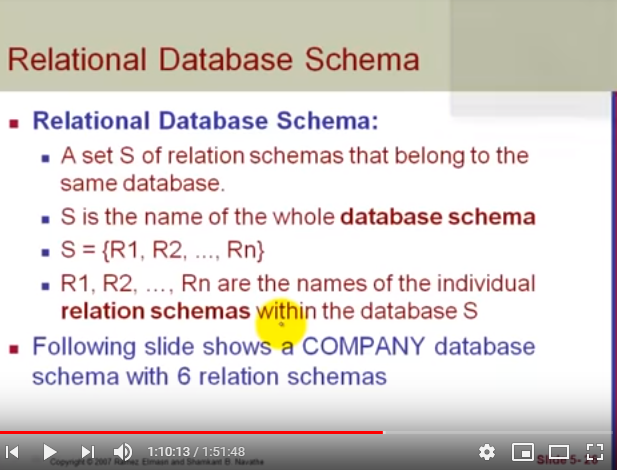 Relational Database Schema
Relational Database Schema:
A set S of relation schemas that belong to the
same database.
S is the name of the whole database schema
S = {R1, R2, ..., Rn}
R1, R2, …, Rn are the names of the individual
relation schemas within the database S
Following slide shows a COMPANY database
schema with 6 relation schemas
1:10:13 / 1:51:48
Copyright © 2007 Ramez Elmasri and Shamkant B. Navathe
Slide 5-